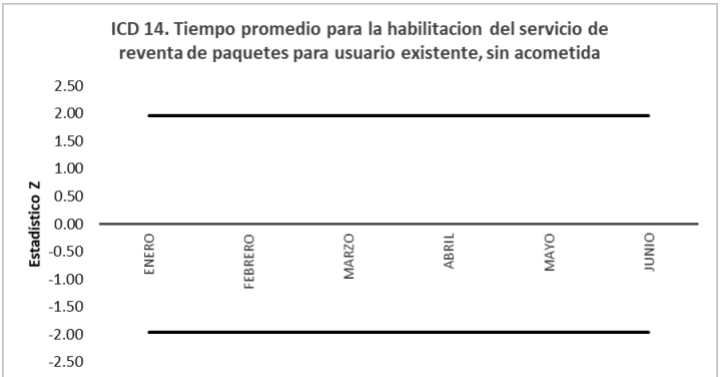 ICD 14. Tiempo promedio para la habilitacion del servicio de
reventa de paquetes para usuario existente, sin acometida
Estadístico Z
2.50
2.00
1.50
1.00
0.50
0.00
-0.50
-1.00
-1.50
-2.00
-2.50
ENERO
FEBRERO
MARZO
ABRIL
MAYO
JUNIO